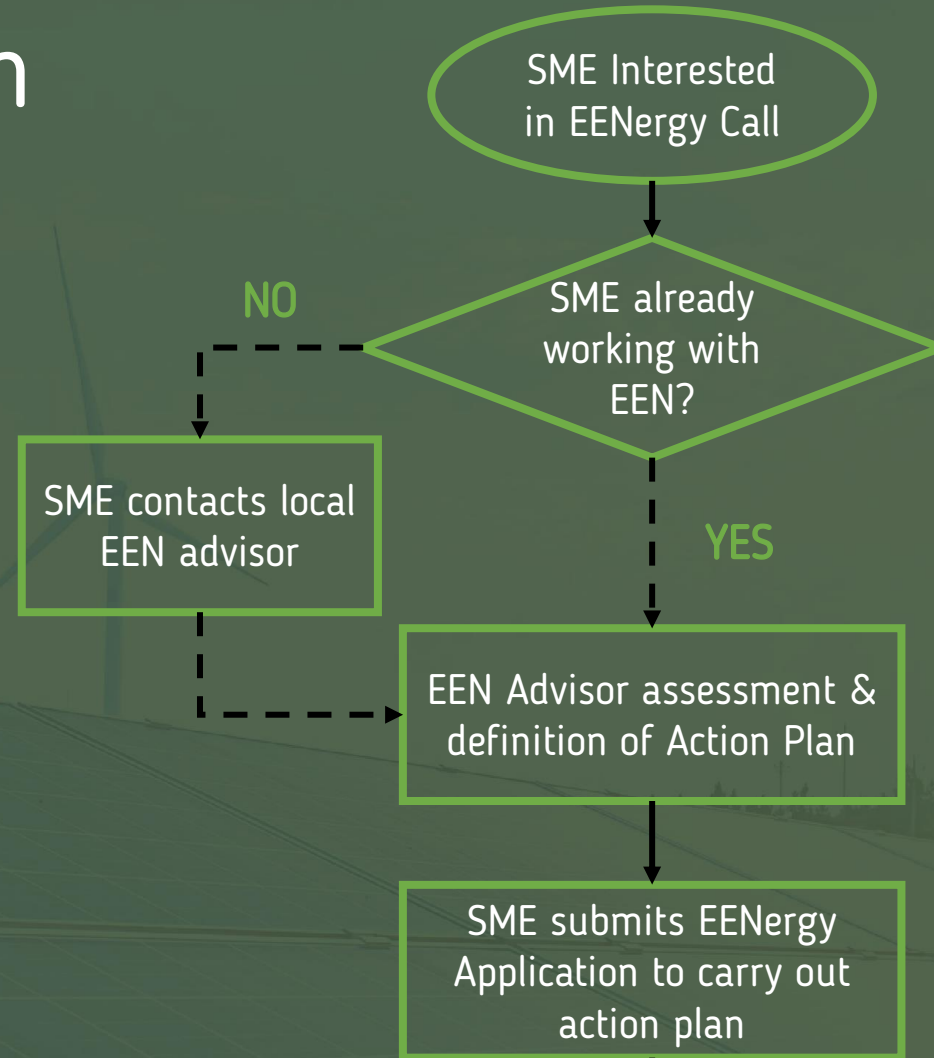 SME Interested
in EENergy Call
SME already
working with
EEN?
NO
YES
SME contacts local
EEN advisor
EEN Advisor assessment &
definition of Action Plan
SME submits EENergy
Application to carry out
action plan